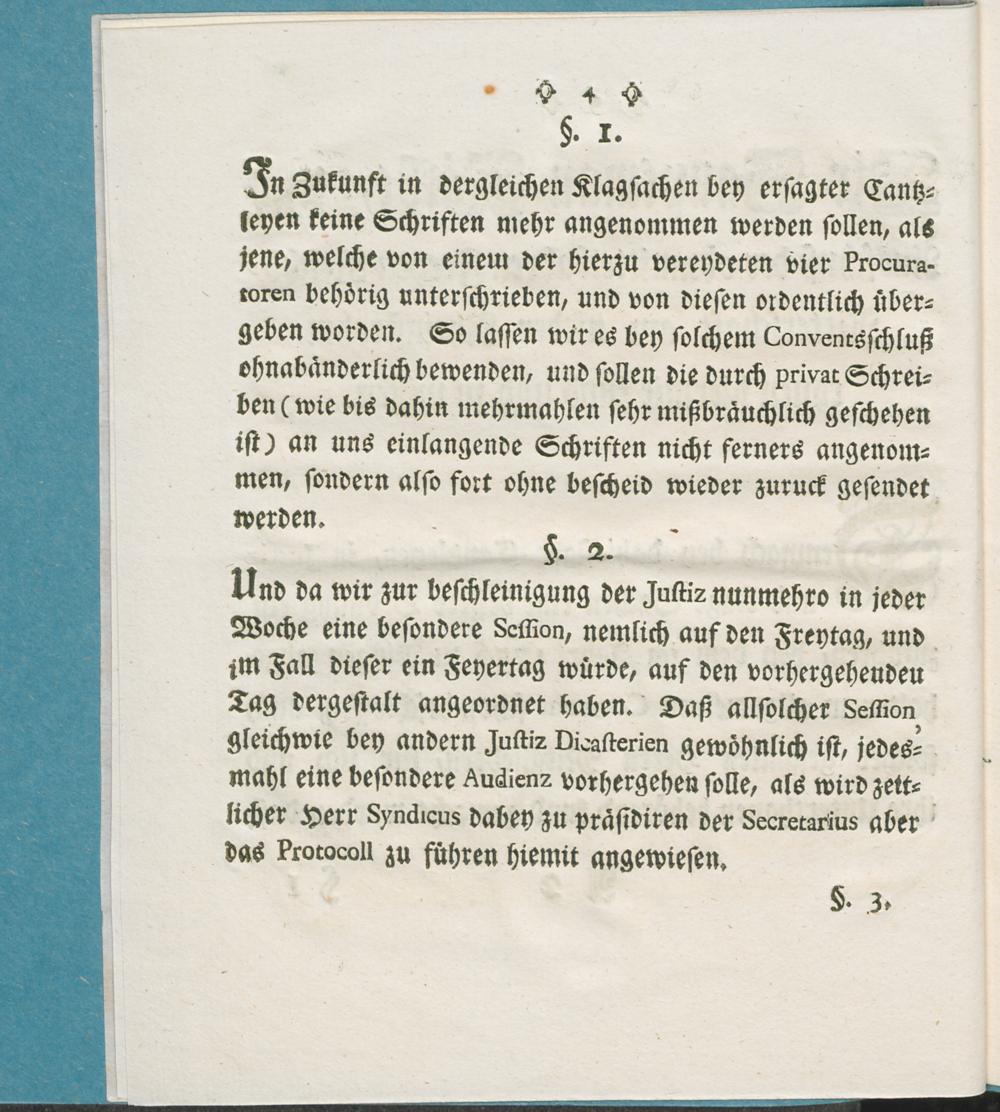 4
§. 1.
In Zukunft in dergleichen Klagsachen bey ersagter Cantz=
leyen keine Schriften mehr angenommen werden sollen, als
jene, welche von einem der hierzu vereydeten vier Procura-
toren behörig unterschrieben, und von diesen ordentlich über=
geben worden. So lassen wir es bey solchem Conventsschluß
ohnabänderlich bewenden, und sollen die durch privat Schrei=
ben (wie bis dahin mehrmahlen sehr mißbräuchlich geschehen
ist) an uns einlangende Schriften nicht ferners angenom=
men, sondern also fort ohne bescheid wieder zuruck gesendet
werden.
§. 2.
Und da wir zur beschleinigung der Justiz nunmehro in jeder
Woche eine besondere Session, nemlich auf den Freytag, und
im Fall dieser ein Feyertag würde, auf den vorhergehenden
Tag dergestalt angeordnet haben. Daß allsolcher Session,
gleichwie bey andern Justiz Dicasterien gewöhnlich ist, jedes=
mahl eine besondere Audienz vorhergehen solle, als wird zeit=
licher Herr Syndicus dabey zu präsidiren der Secretarius aber
das Protocoll zu führen hiemit angewiesen.
§. 3.